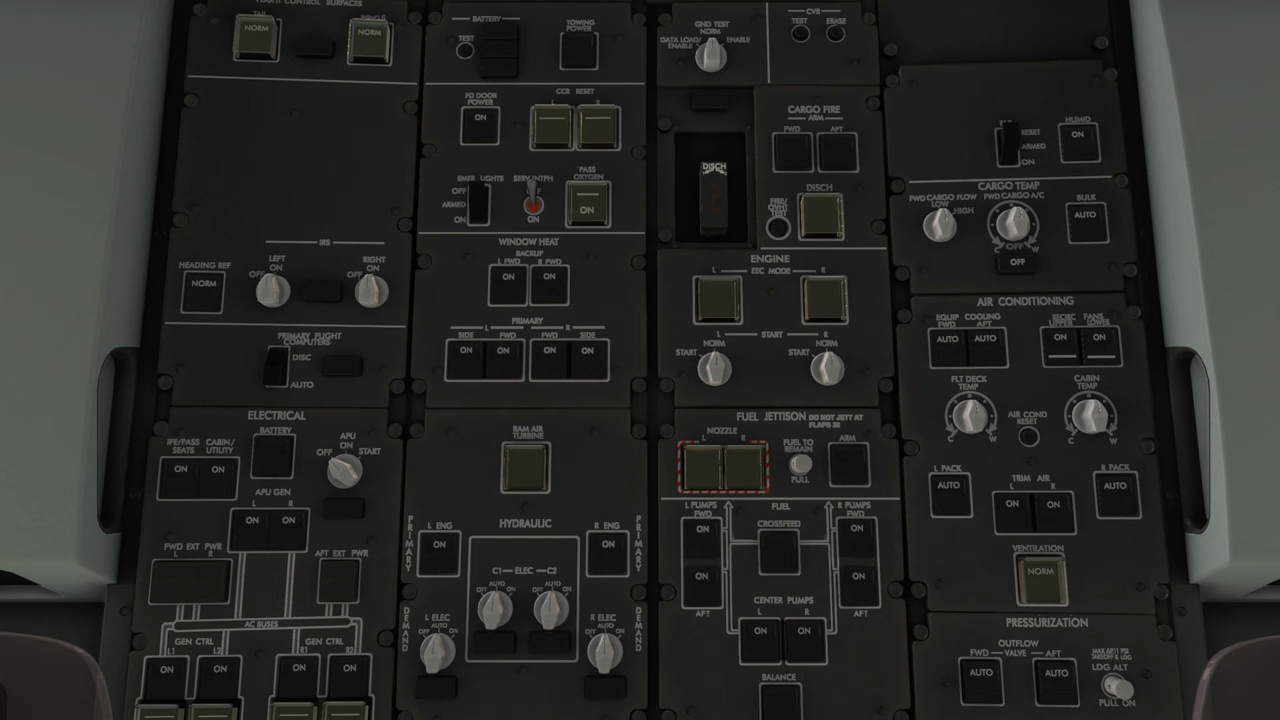 FLIGHT CONTROL SURFACES
TAIL
WINGS
NORM
NORM
IRS
HEADING REF
NORM
LEFT
OFF ON
RIGHT
OFF ON
PRIMARY FLIGHT
COMPUTERS
DISC
AUTO
ELECTRICAL
IFE/PASS
SEATS
ON
CABIN/
UTILITY
ON
BATTERY
APU
OFF ON START
APU GEN
L R
ON ON
FWD EXT PWR
L R
AFT EXT PWR
AC BUSES
GEN CTRL
L1 L2
ON ON
GEN CTRL
R1 R2
ON ON
BATTERY
TEST
TOWING
POWER
FD DOOR
POWER
ON
CCR RESET
L R
EMER LIGHTS
OFF
ARMED
ON
SERV INTPH
ON
PASS
OXYGEN
ON
WINDOW HEAT
BACKUP
L FWD R FWD
ON ON
PRIMARY
L R
SIDE FWD FWD SIDE
ON ON ON ON
RAM AIR
TURBINE
HYDRAULIC
PRIMARY
L ENG
ON
R ENG
ON
PRIMARY
C1 ELEC C2
AUTO
OFF ON
AUTO
OFF ON
DEMAND
L ELEC
AUTO
OFF ON
R ELEC
AUTO
OFF ON
DEMAND
GND TEST
NORM
DATA LOAD/
ENABLE
ENABLE
CVR
TEST ERASE
CARGO FIRE
ARM
FWD AFT
DISCH
FIRE/
OVHT
TEST
DISCH
ENGINE
L EEC MODE R
L START R
NORM
START
NORM
START
FUEL JETTISON
DO NOT JETT AT
FLAPS 30
NOZZLE
L R
FUEL TO
REMAIN
PULL
ARM
L PUMPS
FWD
ON
ON
AFT
FUEL
CROSSFEED
R PUMPS
FWD
ON
ON
AFT
CENTER PUMPS
L R
ON ON
BALANCE
RESET
ARMED
ON
HUMID
ON
CARGO TEMP
FWD CARGO FLOW
LOW
HIGH
FWD CARGO A/C
C OFF W
OFF
BULK
AUTO
AIR CONDITIONING
EQUIP COOLING
FWD AFT
AUTO AUTO
RECIRC FANS
UPPER LOWER
ON ON
FLT DECK
TEMP
C W
AIR COND
RESET
CABIN
TEMP
C W
L PACK
AUTO
TRIM AIR
L R
ON ON
R PACK
AUTO
VENTILATION
NORM
PRESSURIZATION
OUTFLOW
FWD VALVE AFT
AUTO AUTO
LDG ALT
PULL ON